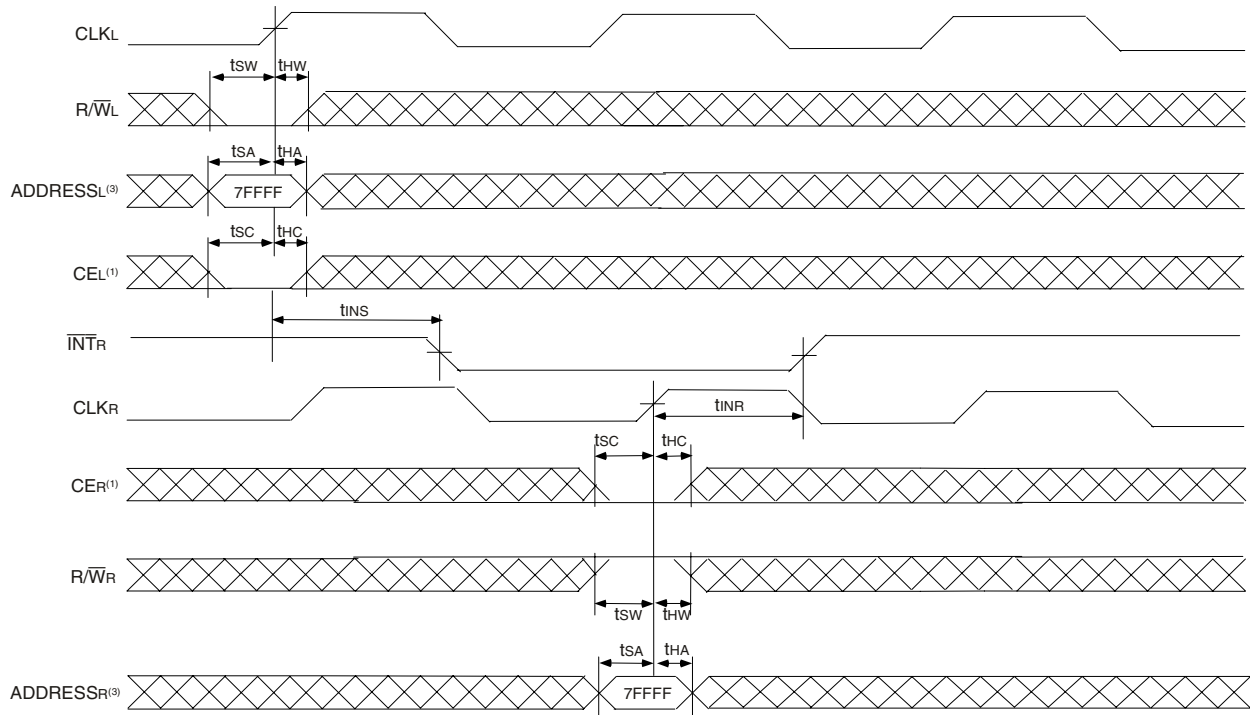 CLKL
tSW tHW
R/W̅L
tSA tHA
ADDRESSL(3) 7FFFF
tSC tHC
CEL(1)
tINS
I̅N̅T̅R
CLKR
tINR
tSC tHC
CER(1)
R/W̅R
tSW tHW
tSA tHA
ADDRESSR(3) 7FFFF